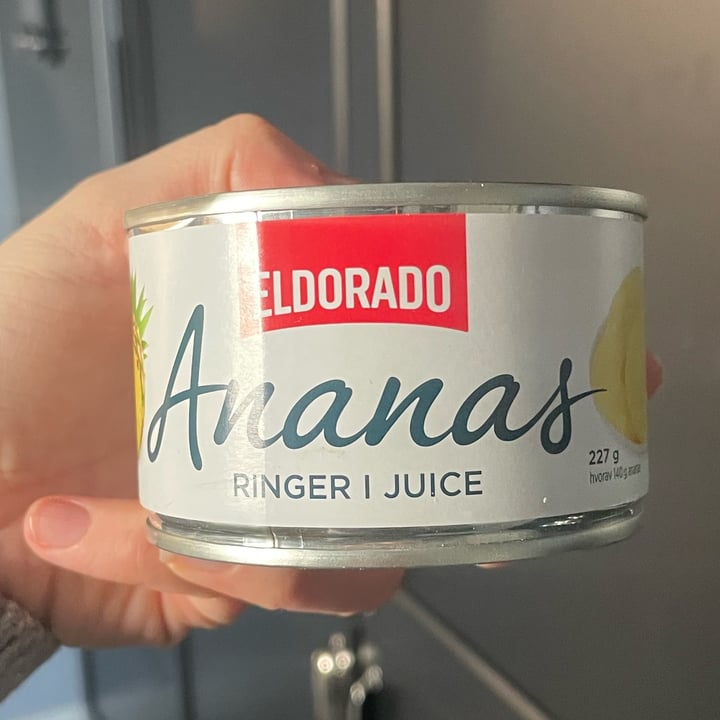 ELDORADO
Ananas
RINGER I JUICE
227 g
hvorav 140 g ananas